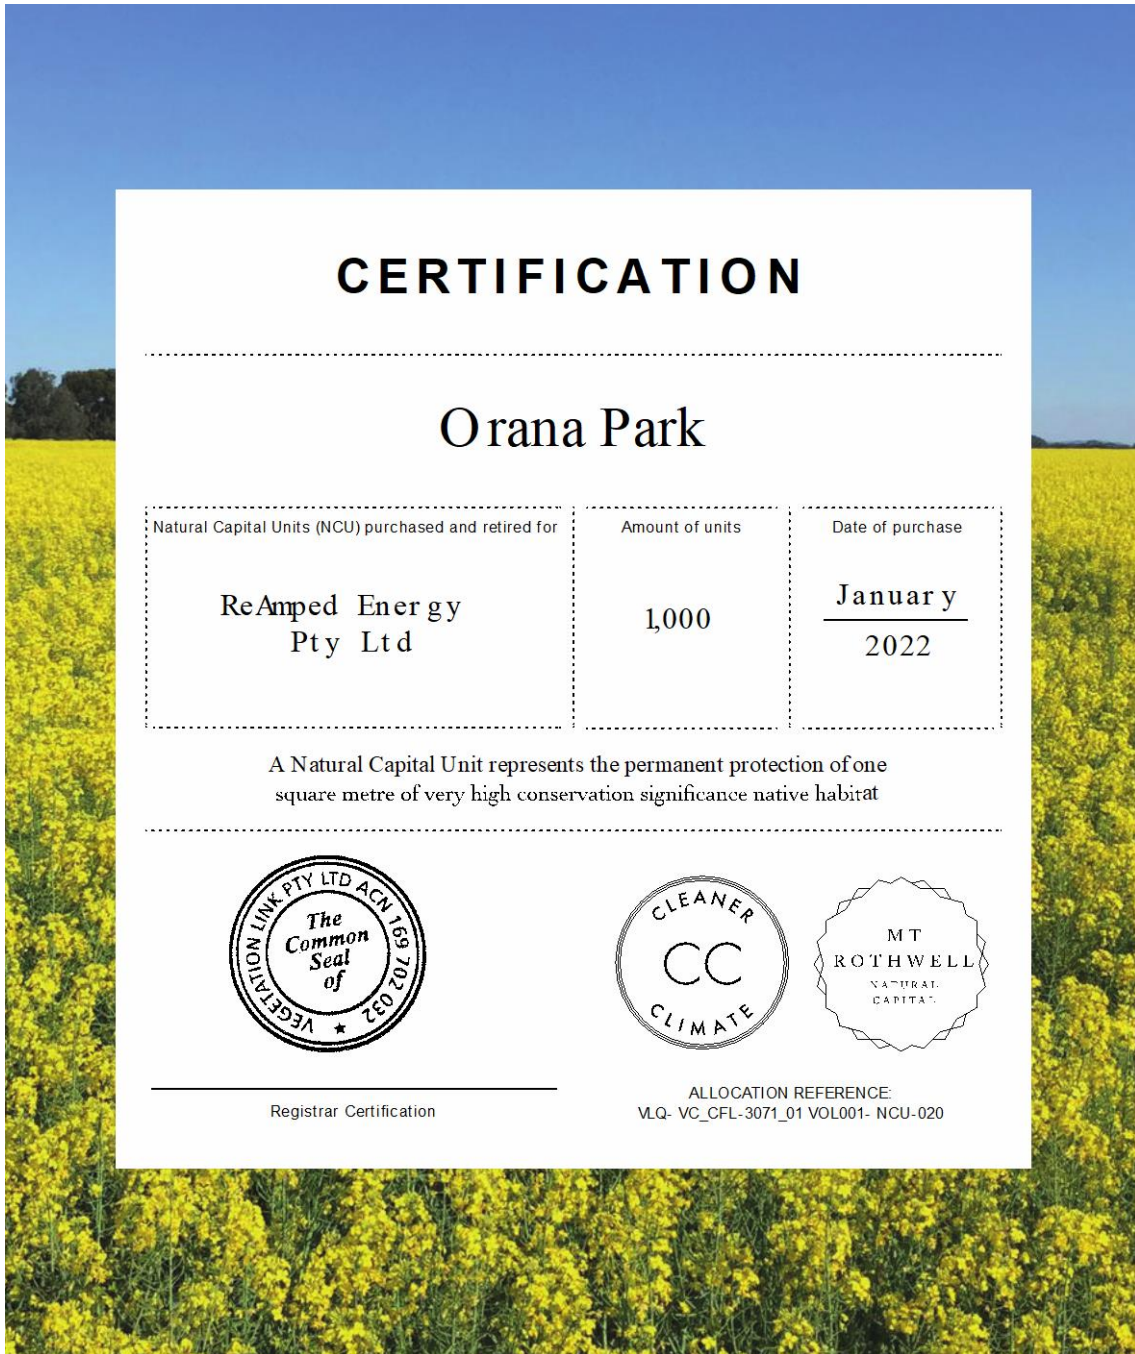 CERTIFICATION
Orana Park
Natural Capital Units (NCU) purchased and retired for
ReAmped Energy
Pty Ltd
Amount of units
1,000
Date of purchase
January
2022
A Natural Capital Unit represents the permanent protection of one
square metre of very high conservation significance native habitat
VEGETATION LINK PTY LTD ACN 169 702 032
The
Common
Seal
of
CLEANER
CC
CLIMATE
MT
ROTHWELL
NATURAL
CAPITAL
Registrar Certification
ALLOCATION REFERENCE:
VLQ- VC_CFL-3071_01 VOL001- NCU-020